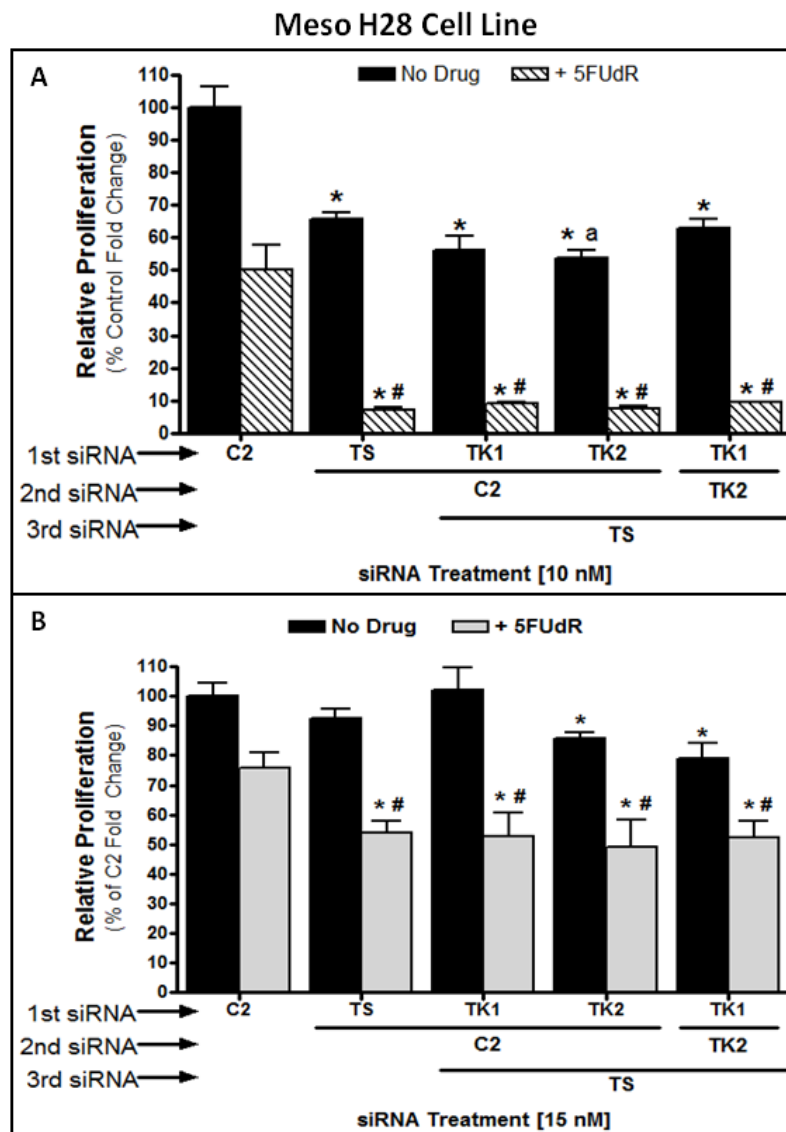 Meso H28 Cell Line
A
No Drug + 5FUdR
Relative Proliferation
(% Control Fold Change)
110
100
90
80
70
60
50
40
30
20
10
0
*
*
* a
*
* #
* #
* #
* #
1st siRNA C2 TS TK1 TK2 TK1
2nd siRNA C2 TK2
3rd siRNA TS
siRNA Treatment [10 nM]
B
No Drug + 5FUdR
Relative Proliferation
(% of C2 Fold Change)
110
100
90
80
70
60
50
40
30
20
10
0
*
*
* #
* #
* #
* #
1st siRNA C2 TS TK1 TK2 TK1
2nd siRNA C2 TK2
3rd siRNA TS
siRNA Treatment [15 nM]